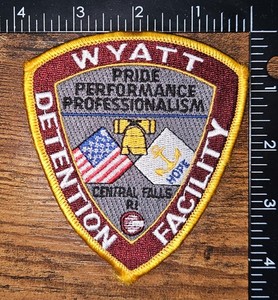 4 3 2 1
WYATT
DETENTION
FACILITY
PRIDE
PERFORMANCE
PROFESSIONALISM
HOPE
CENTRAL FALLS
RI
1
2
3
4